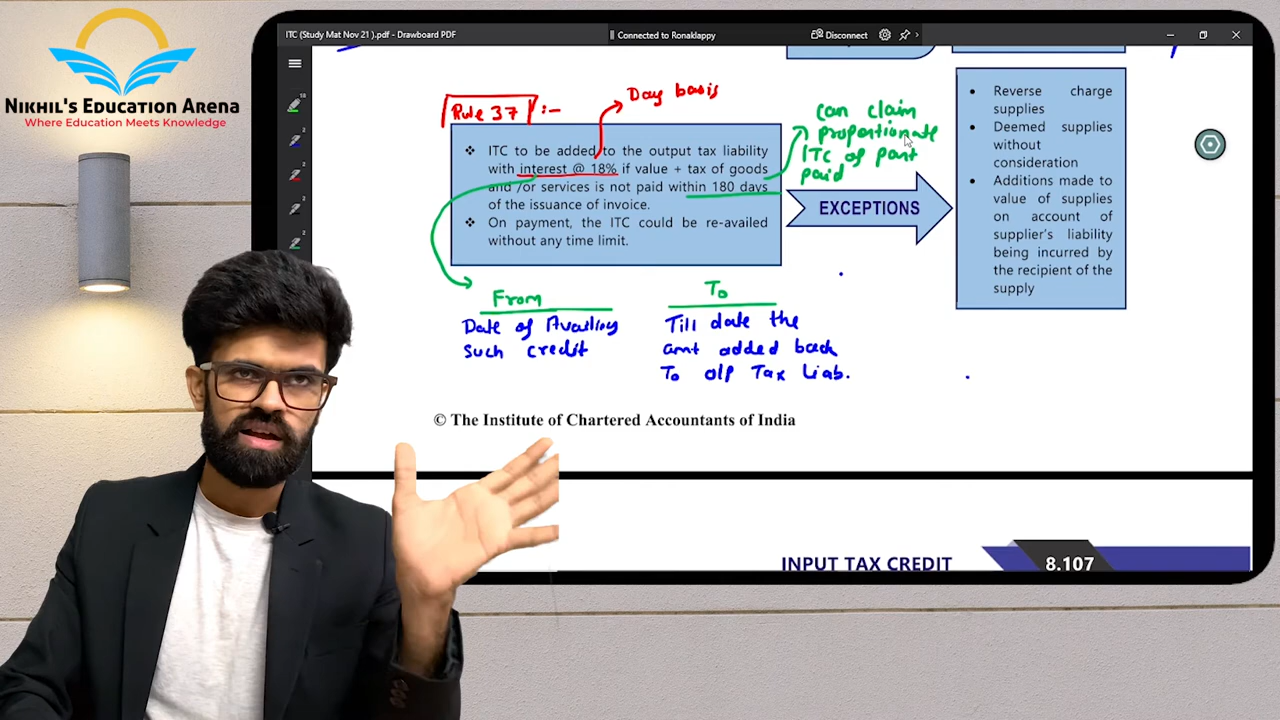 NIKHIL'S EDUCATION ARENA
Where Education Meets Knowledge
ITC (Study Mat Nov 21 ).pdf - Drawboard PDF
Connected to Ronaklappy
Disconnect
Rule 37 :-
Day basis
❖ ITC to be added to the output tax liability
with interest @ 18% if value + tax of goods
and /or services is not paid within 180 days
of the issuance of invoice.
❖ On payment, the ITC could be re-availed
without any time limit.
can claim
proportionate
ITC of part
paid
EXCEPTIONS
• Reverse charge
supplies
• Deemed supplies
without
consideration
• Additions made to
value of supplies
on account of
supplier's liability
being incurred by
the recipient of the
supply
From
Date of Availing
such credit
To
Till date the
amt added back
To o/p Tax Liab.
© The Institute of Chartered Accountants of India
INPUT TAX CREDIT
8.107